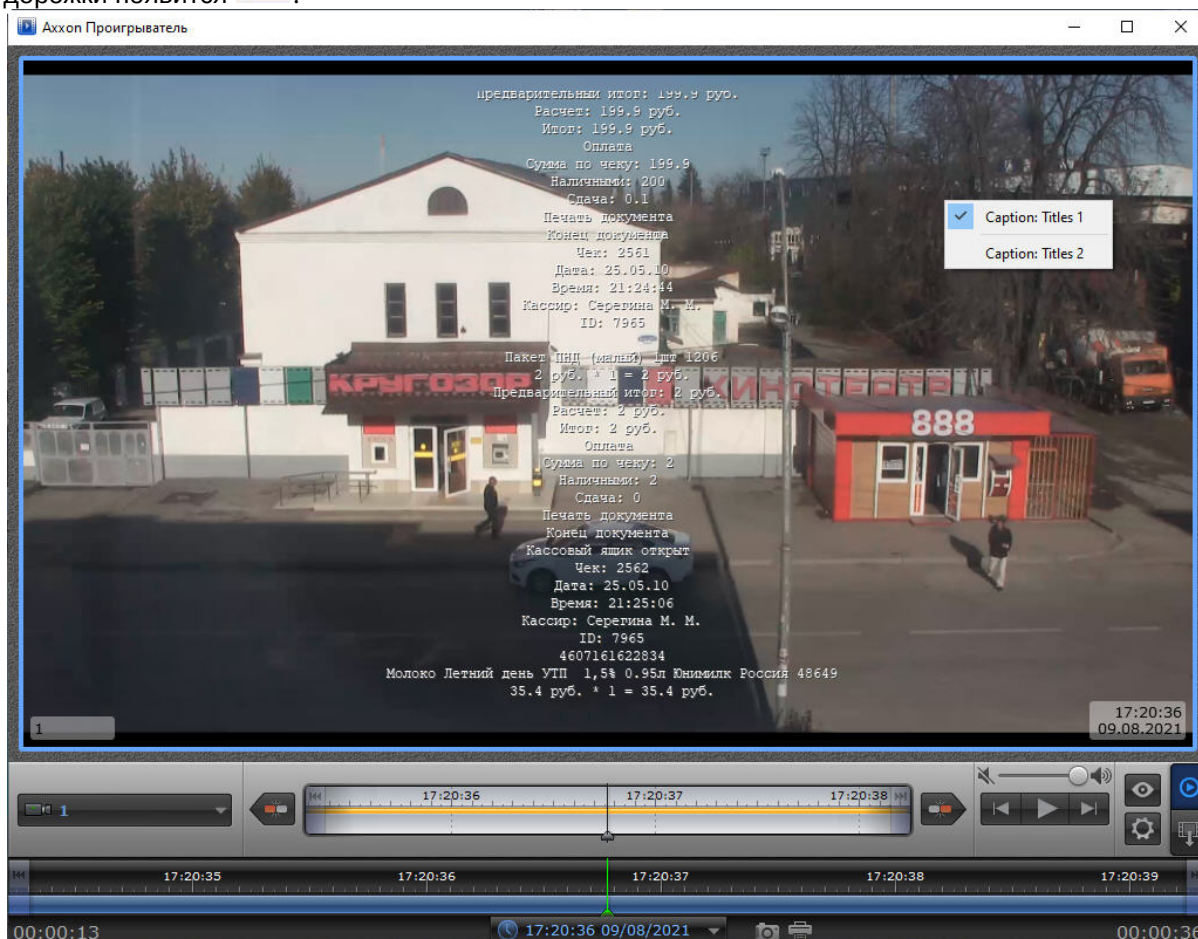 дорожки появится
Axxon Проигрыватель
Предварительный итог: 199.9 руб.
Расчет: 199.9 руб.
Итог: 199.9 руб.
Оплата
Сумма по чеку: 199.9
Наличными: 200
Сдача: 0.1
Печать документа
Конец документа
Чек: 2561
Дата: 25.05.10
Время: 21:24:44
Кассир: Серегина М. М.
ID: 7965
Caption: Titles 1
Caption: Titles 2
Пакет ПНД (малый) 1шт 1206
2 руб. * 1 = 2 руб.
Предварительный итог: 2 руб.
Расчет: 2 руб.
Итог: 2 руб.
Оплата
Сумма по чеку: 2
Наличными: 2
Сдача: 0
Печать документа
Конец документа
Кассовый ящик открыт
Чек: 2562
Дата: 25.05.10
Время: 21:25:06
Кассир: Серегина М. М.
ID: 7965
4607161622834
Молоко Летний день УТП 1,5% 0.95л Юнимилк Россия 48649
35.4 руб. * 1 = 35.4 руб.
КРУГОЗОР КИНОТЕАТР
888
1
17:20:36
09.08.2021
1
17:20:36 17:20:37 17:20:38
17:20:35 17:20:36 17:20:37 17:20:38 17:20:39
00:00:13 17:20:36 09/08/2021 00:00:36